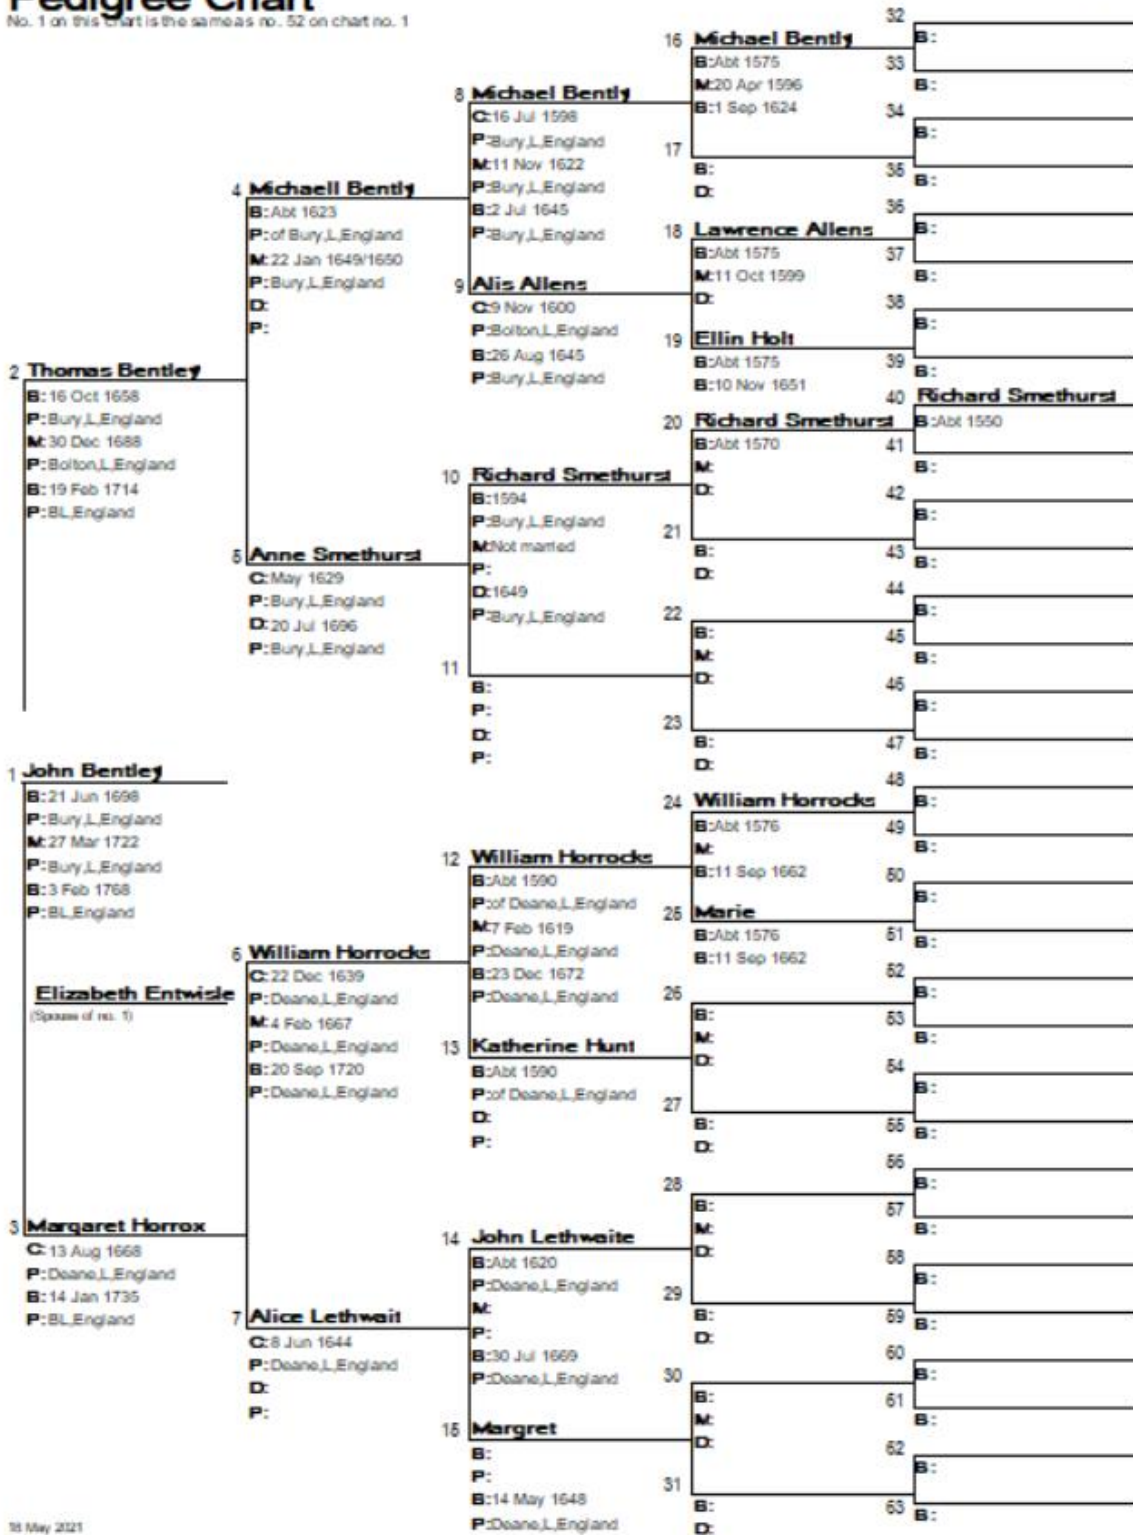 Pedigree Chart
No. 1 on this chart is the same as no. 52 on chart no. 1
2 Thomas Bentley
B: 16 Oct 1658
P: Bury,L,England
M: 30 Dec 1688
P: Bolton,L,England
B: 19 Feb 1714
P: BL,England
1 John Bentley
B: 21 Jun 1698
P: Bury,L,England
M: 27 Mar 1722
P: Bury,L,England
B: 3 Feb 1768
P: BL,England
Elizabeth Entwisle
(Spouse of no. 1)
3 Margaret Horrox
C: 13 Aug 1668
P: Deane,L,England
B: 14 Jan 1735
P: BL,England
18 May 2021
4 Michaell Bently
B: Abt 1623
P: of Bury,L,England
M: 22 Jan 1649/1650
P: Bury,L,England
D:
P:
5 Anne Smethurst
C: May 1629
P: Bury,L,England
D: 20 Jul 1696
P: Bury,L,England
6 William Horrocks
C: 22 Dec 1639
P: Deane,L,England
M: 4 Feb 1667
P: Deane,L,England
B: 20 Sep 1720
P: Deane,L,England
7 Alice Lethwait
C: 8 Jun 1644
P: Deane,L,England
D:
P:
8 Michael Bently
C: 16 Jul 1598
P: Bury,L,England
M: 11 Nov 1622
P: Bury,L,England
B: 2 Jul 1645
P: Bury,L,England
9 Alis Allens
C: 9 Nov 1600
P: Bolton,L,England
B: 26 Aug 1645
P: Bury,L,England
10 Richard Smethurst
B: 1594
P: Bury,L,England
M: Not married
P:
D: 1649
P: Bury,L,England
11
B:
P:
D:
P:
12 William Horrocks
B: Abt 1590
P: of Deane,L,England
M: 7 Feb 1619
P: Deane,L,England
B: 23 Dec 1672
P: Deane,L,England
13 Katherine Hunt
B: Abt 1590
P: of Deane,L,England
D:
P:
14 John Lethwaite
B: Abt 1620
P: Deane,L,England
M:
P:
B: 30 Jul 1669
P: Deane,L,England
15 Margret
B:
P:
B: 14 May 1648
P: Deane,L,England
16 Michael Bently
B: Abt 1575
M: 20 Apr 1596
B: 1 Sep 1624
17
B:
D:
18 Lawrence Allens
B: Abt 1575
M: 11 Oct 1599
D:
19 Ellin Holt
B: Abt 1575
B: 10 Nov 1651
20 Richard Smethurst
B: Abt 1570
M:
D:
21
B:
D:
22
B:
M:
D:
23
B:
D:
24 William Horrocks
B: Abt 1576
M:
B: 11 Sep 1662
25 Marie
B: Abt 1576
B: 11 Sep 1662
26
B:
M:
D:
27
B:
D:
28
B:
M:
D:
29
B:
D:
30
B:
M:
D:
31
B:
D:
32
B:
33
B:
34
B:
35
B:
36
B:
37
B:
38
B:
39
B:
40 Richard Smethurst
B: Abt 1550
41
B:
42
B:
43
B:
44
B:
45
B:
46
B:
47
B:
48
B:
49
B:
50
B:
51
B:
52
B:
53
B:
54
B:
55
B:
56
B:
57
B:
58
B:
59
B:
60
B:
61
B:
62
B:
63
B: